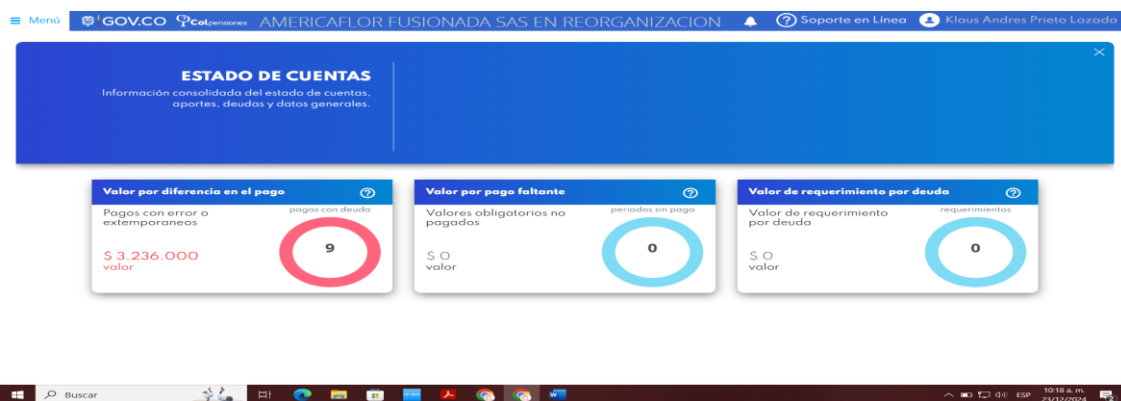 Menú GOV.CO Colpensiones AMERICAFLOR FUSIONADA SAS EN REORGANIZACION Soporte en Línea Klaus Andres Prieto Lozada
ESTADO DE CUENTAS
Información consolidada del estado de cuentas,
aportes, deudas y datos generales.
Valor por diferencia en el pago
Pagos con error o
extemporaneos
pagos con deuda
9
$ 3.236.000
valor
Valor por pago faltante
Valores obligatorios no
pagados
periodos sin pago
0
$ 0
valor
Valor de requerimiento por deuda
Valor de requerimiento
por deuda
requerimientos
0
$ 0
valor
Buscar
ESP
10:18 a. m.
23/12/2024